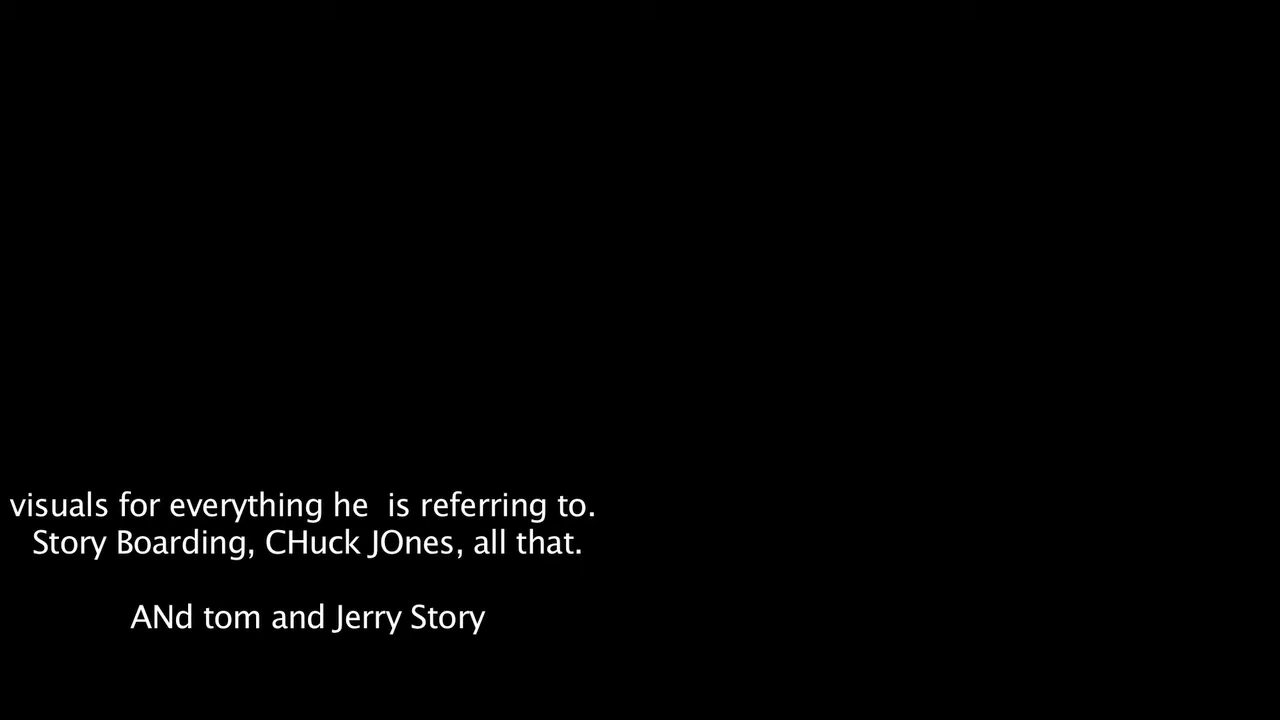 visuals for everything he  is referring to.
Story Boarding, CHuck JOnes, all that.
ANd tom and Jerry Story